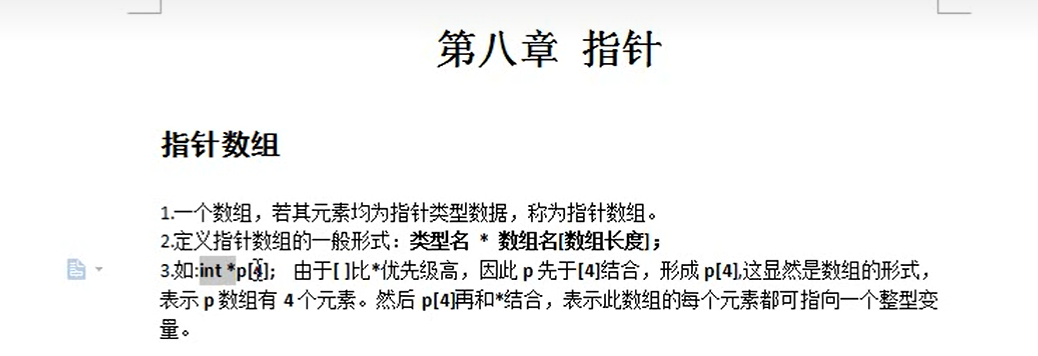 第八章 指针
指针数组
1.一个数组，若其元素均为指针类型数据，称为指针数组。
2.定义指针数组的一般形式：类型名 * 数组名[数组长度]；
3.如:int *p[4]; 由于[ ]比*优先级高，因此 p 先于[4]结合，形成 p[4],这显然是数组的形式，
表示 p 数组有 4 个元素。然后 p[4]再和*结合，表示此数组的每个元素都可指向一个整型变
量。